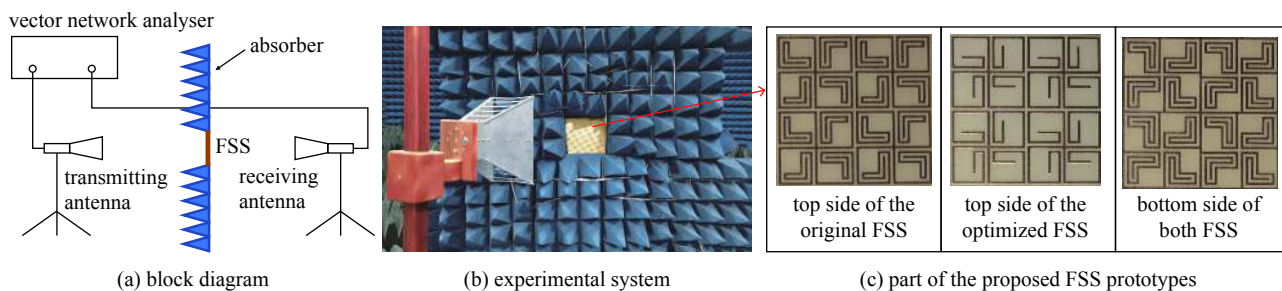 vector network analyser
absorber
FSS
transmitting
antenna
receiving
antenna
(a) block diagram
(b) experimental system
top side of the
original FSS
top side of the
optimized FSS
bottom side of
both FSS
(c) part of the proposed FSS prototypes